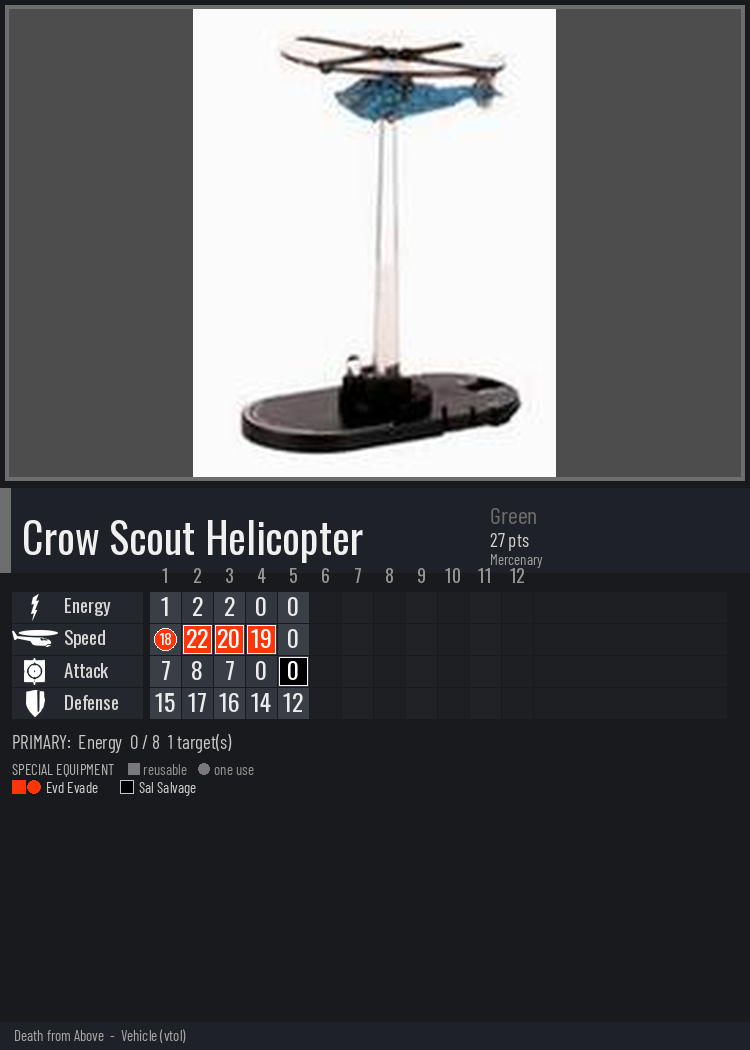 Crow Scout Helicopter
Green
27 pts
Mercenary
1 2 3 4 5 6 7 8 9 10 11 12
Energy 1 2 2 0 0
Speed 18 22 20 19 0
Attack 7 8 7 0 0
Defense 15 17 16 14 12
PRIMARY: Energy 0 / 8 1 target(s)
SPECIAL EQUIPMENT reusable one use
Evd Evade Sal Salvage
Death from Above - Vehicle (vtol)